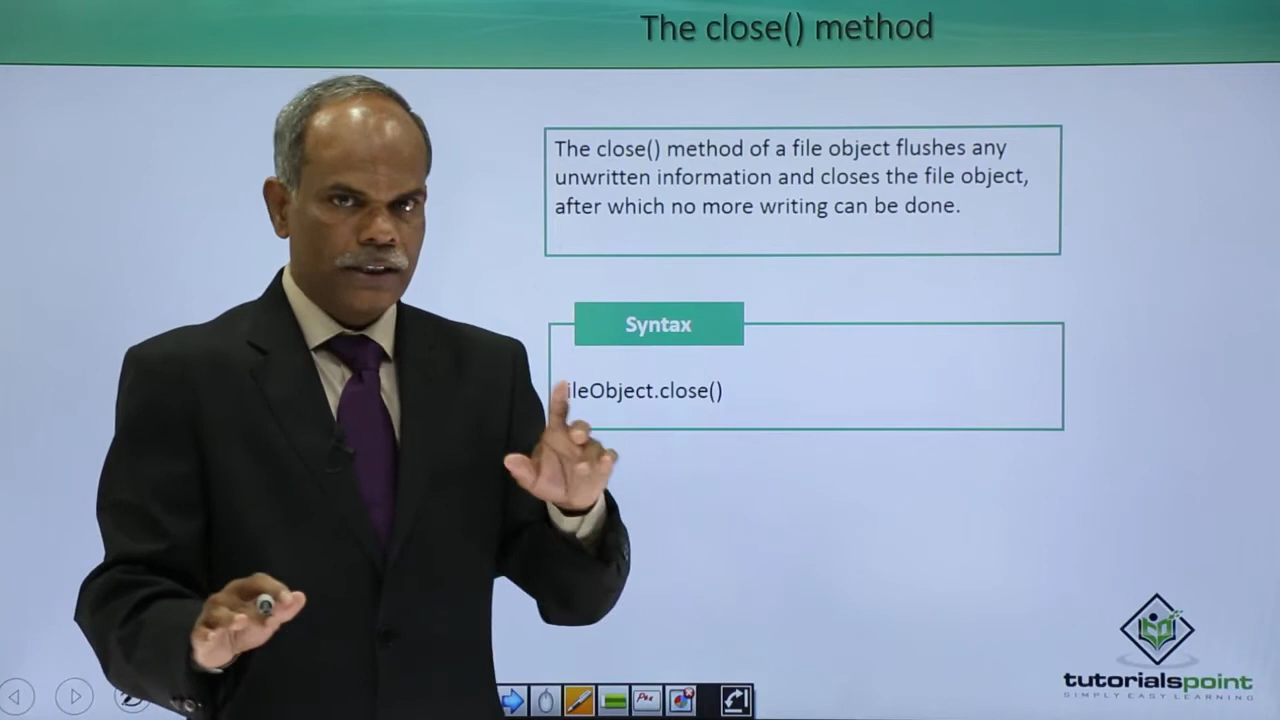 The close() method
The close() method of a file object flushes any
unwritten information and closes the file object,
after which no more writing can be done.
Syntax
ileObject.close()
tutorialspoint
SIMPLY EASY LEARNING